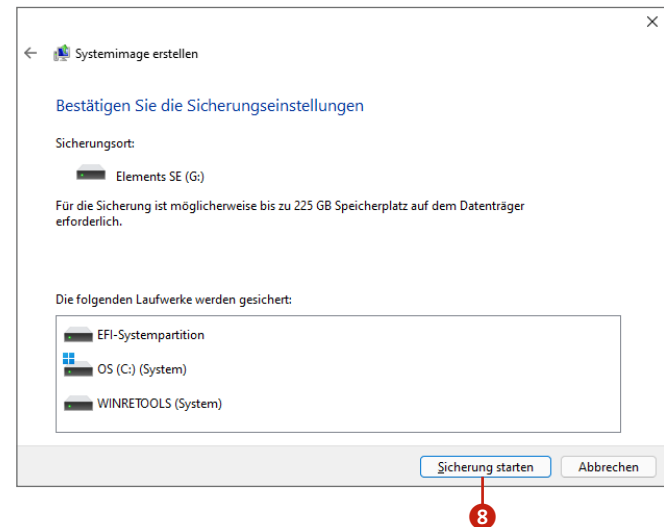 Systemimage erstellen
Bestätigen Sie die Sicherungseinstellungen
Sicherungsort:
Elements SE (G:)
Für die Sicherung ist möglicherweise bis zu 225 GB Speicherplatz auf dem Datenträger
erforderlich.
Die folgenden Laufwerke werden gesichert:
EFI-Systempartition
OS (C:) (System)
WINRETOOLS (System)
Sicherung starten Abbrechen
8